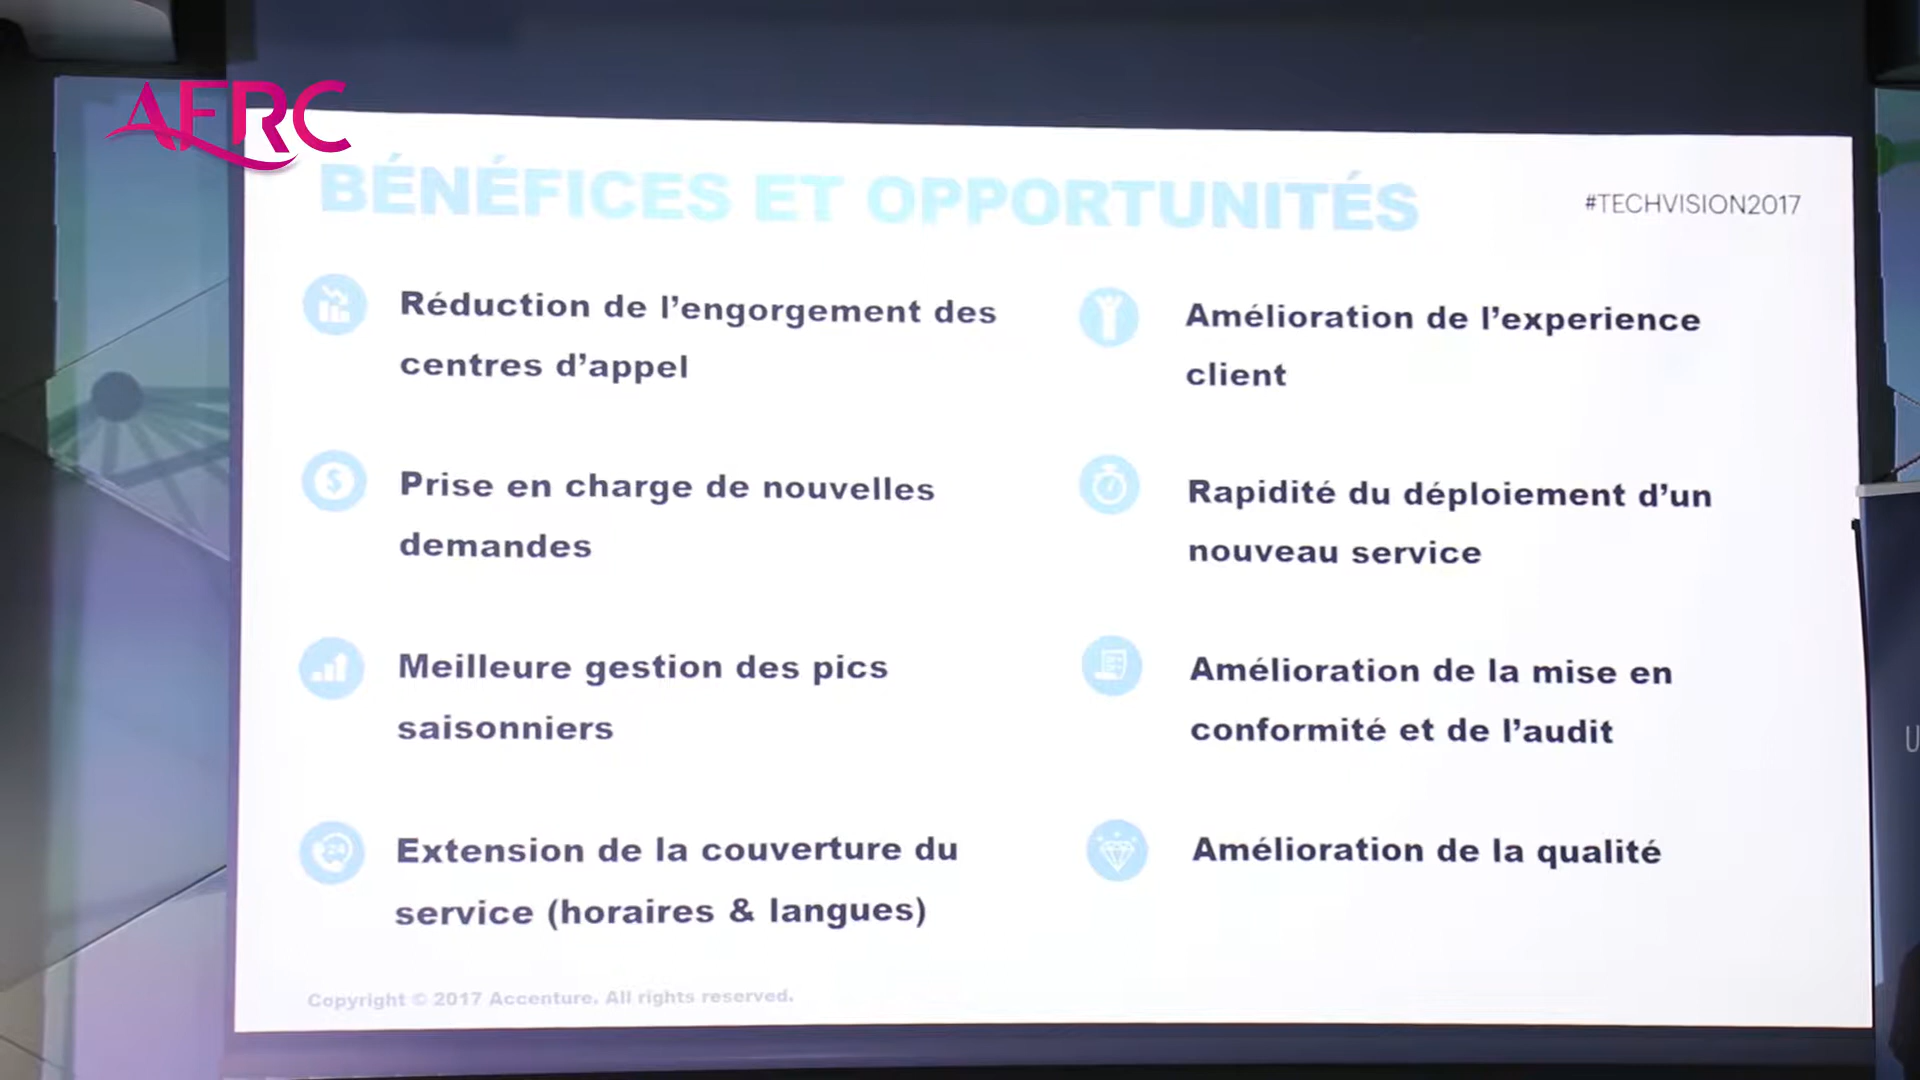 AFRC
BÉNÉFICES ET OPPORTUNITÉS
#TECHVISION2017
Réduction de l’engorgement des
centres d’appel
Prise en charge de nouvelles
demandes
Meilleure gestion des pics
saisonniers
24
Extension de la couverture du
service (horaires & langues)
Amélioration de l’experience
client
Rapidité du déploiement d’un
nouveau service
Amélioration de la mise en
conformité et de l’audit
Amélioration de la qualité
Copyright © 2017 Accenture. All rights reserved.
U